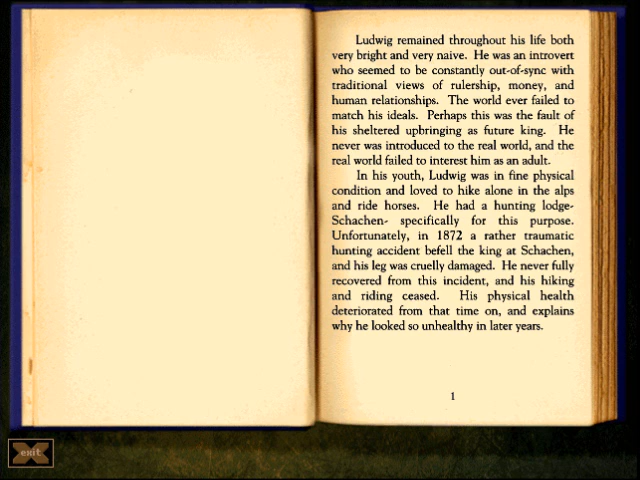 Ludwig remained throughout his life both
very bright and very naive. He was an introvert
who seemed to be constantly out-of-sync with
traditional views of rulership, money, and
human relationships. The world ever failed to
match his ideals. Perhaps this was the fault of
his sheltered upbringing as future king. He
never was introduced to the real world, and the
real world failed to interest him as an adult.
In his youth, Ludwig was in fine physical
condition and loved to hike alone in the alps
and ride horses. He had a hunting lodge-
Schachen- specifically for this purpose.
Unfortunately, in 1872 a rather traumatic
hunting accident befell the king at Schachen,
and his leg was cruelly damaged. He never fully
recovered from this incident, and his hiking
and riding ceased. His physical health
deteriorated from that time on, and explains
why he looked so unhealthy in later years.
1
exit